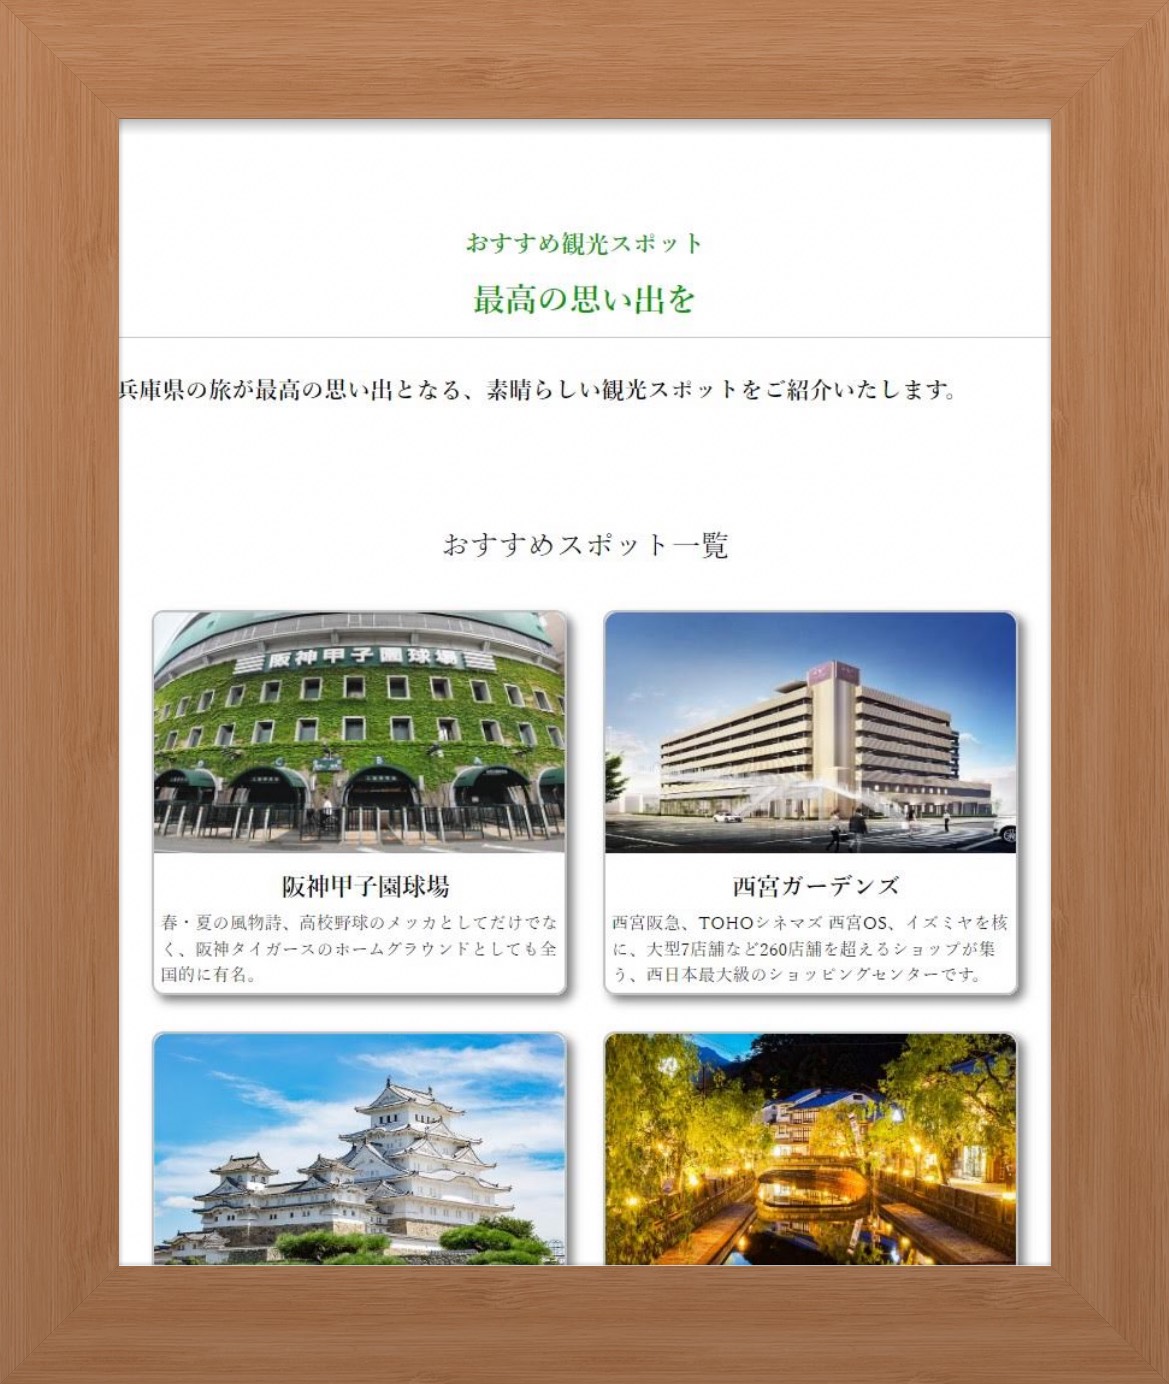 おすすめ観光スポット
最高の思い出を
兵庫県の旅が最高の思い出となる、素晴らしい観光スポットをご紹介いたします。
おすすめスポット一覧
阪神甲子園球場
阪神甲子園球場
春・夏の風物詩、高校野球のメッカとしてだけでな
く、阪神タイガースのホームグラウンドとしても全
国的に有名。
西宮ガーデンズ
西宮阪急、TOHOシネマズ 西宮OS、イズミヤを核
に、大型7店舗など260店舗を超えるショップが集
う、西日本最大級のショッピングセンターです。